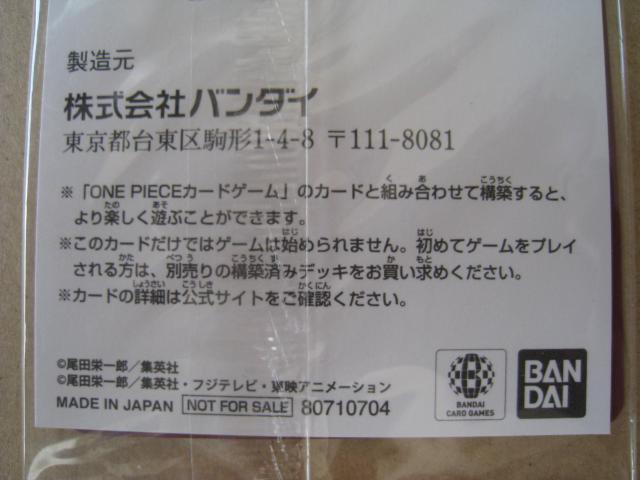 製造元
株式会社バンダイ
東京都台東区駒形1-4-8 〒111-8081
※「ONE PIECEカードゲーム」のカードと組み合わせて構築すると、
より楽しく遊ぶことができます。
※このカードだけではゲームは始められません。初めてゲームをプレイ
される方は、別売りの構築済みデッキをお買い求めください。
※カードの詳細は公式サイトをご確認ください。
©尾田栄一郎／集英社
©尾田栄一郎／集英社・フジテレビ・東映アニメーション
MADE IN JAPAN NOT FOR SALE 80710704
BANDAI
CARD GAMES
BAN
DAI